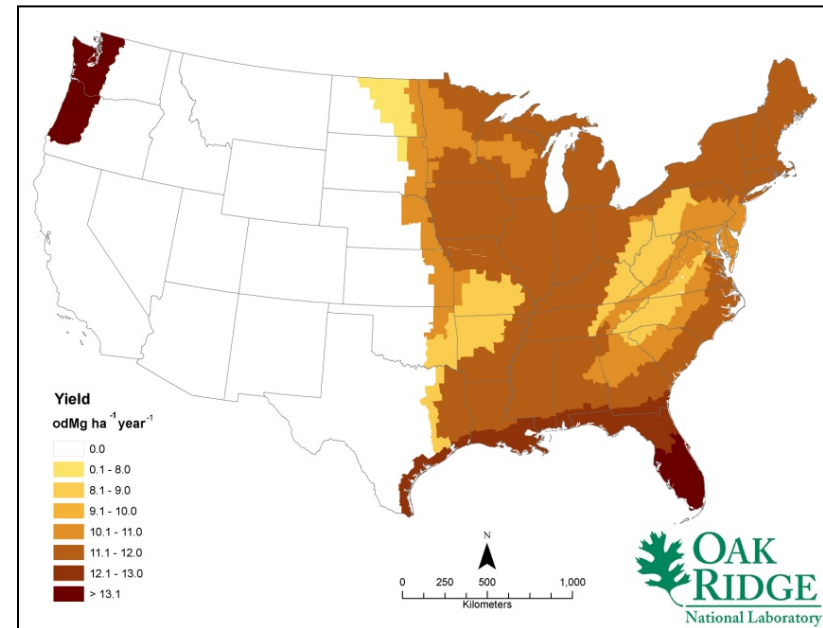 Yield
odMg ha⁻¹ year⁻¹
0.0
0.1 - 8.0
8.1 - 9.0
9.1 - 10.0
10.1 - 11.0
11.1 - 12.0
12.1 - 13.0
> 13.1
N
0 250 500 1,000
Kilometers
OAK
RIDGE
National Laboratory